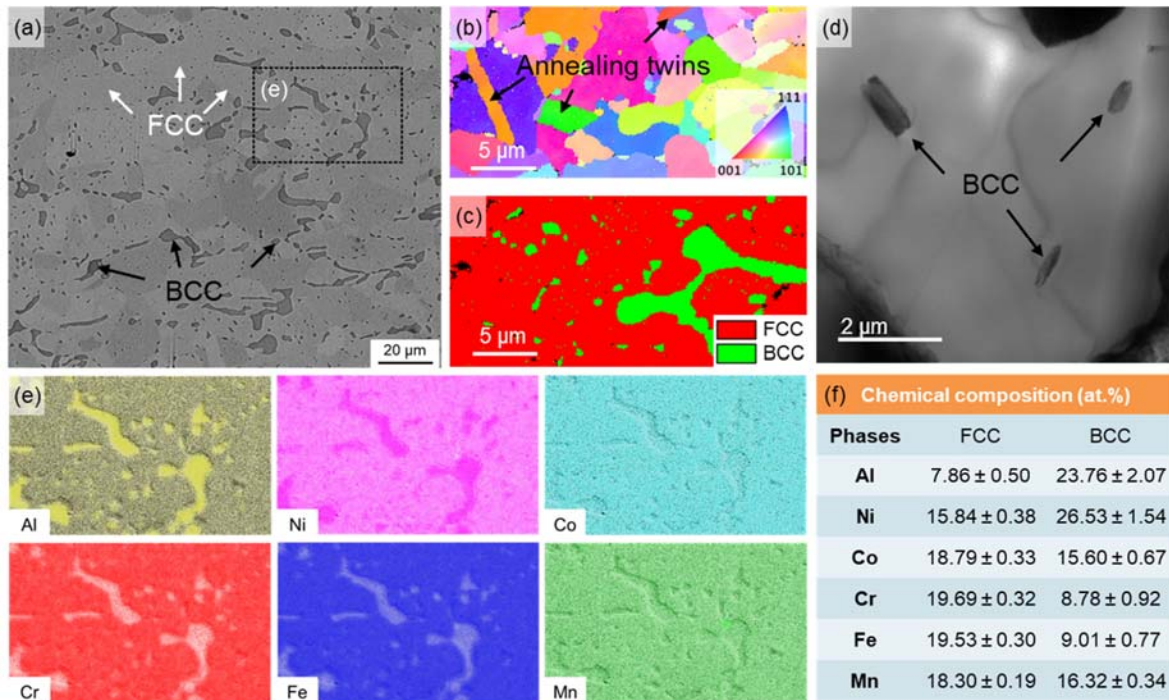 (a)
FCC
(e)
BCC
20 µm
(b)
Annealing twins
5 µm
111
001
101
(c)
5 µm
FCC
BCC
(d)
BCC
2 µm
(e)
Al
Ni
Co
Cr
Fe
Mn
(f) Chemical composition (at.%)
Phases FCC BCC
Al 7.86 ± 0.50 23.76 ± 2.07
Ni 15.84 ± 0.38 26.53 ± 1.54
Co 18.79 ± 0.33 15.60 ± 0.67
Cr 19.69 ± 0.32 8.78 ± 0.92
Fe 19.53 ± 0.30 9.01 ± 0.77
Mn 18.30 ± 0.19 16.32 ± 0.34